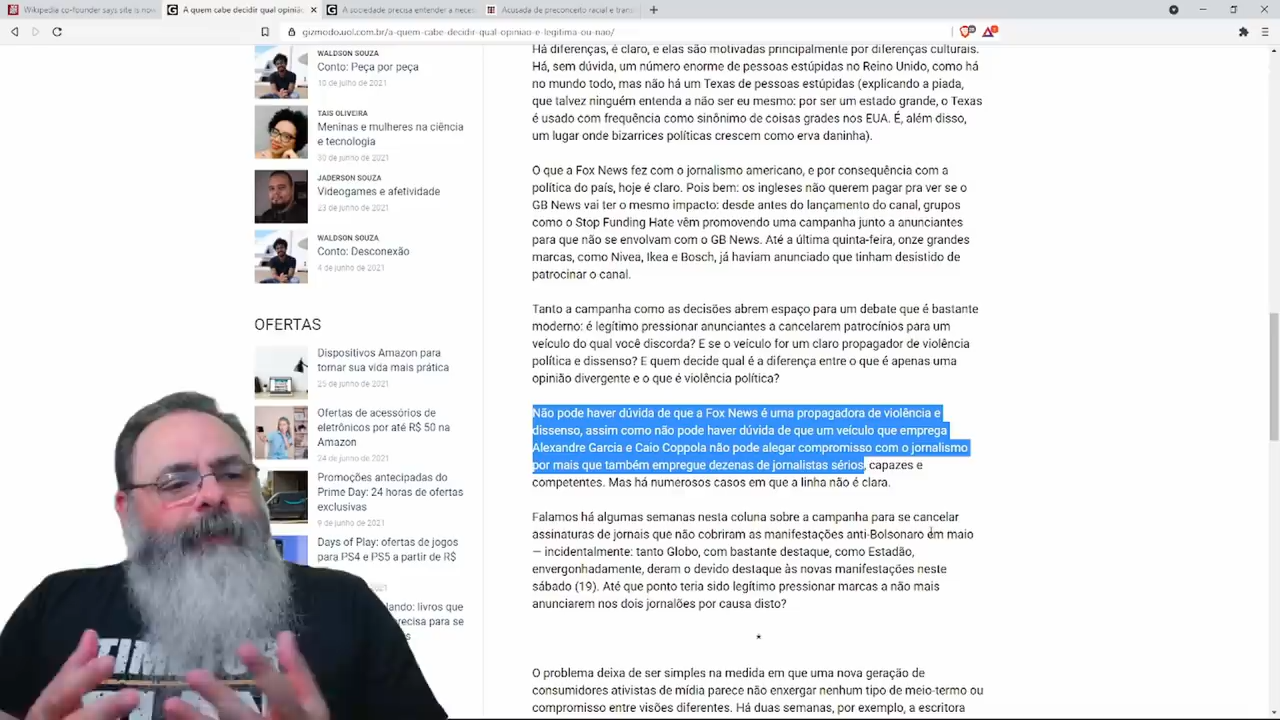 Wikipedia co-founder says site is now
A quem cabe decidir qual opinião
A sociedade precisa entender a neces
Acusada de preconceito racial e tran
gizmodo.uol.com.br/a-quem-cabe-decidir-qual-opiniao-e-legitima-ou-nao/
WALDSON SOUZA
Conto: Peça por peça
10 de julho de 2021
TAIS OLIVEIRA
Meninas e mulheres na ciência
e tecnologia
30 de junho de 2021
JADERSON SOUZA
Videogames e afetividade
23 de junho de 2021
WALDSON SOUZA
Conto: Desconexão
4 de junho de 2021
OFERTAS
Dispositivos Amazon para
tornar sua vida mais prática
25 de junho de 2021
Ofertas de acessórios de
eletrônicos por até R$ 50 na
Amazon
24 de junho de 2021
Promoções antecipadas do
Prime Day: 24 horas de ofertas
exclusivas
9 de junho de 2021
Days of Play: ofertas de jogos
para PS4 e PS5 a partir de R$
2021
lando: livros que
recisa para se
s
Há diferenças, é claro, e elas são motivadas principalmente por diferenças culturais.
Há, sem dúvida, um número enorme de pessoas estúpidas no Reino Unido, como há
no mundo todo, mas não há um Texas de pessoas estúpidas (explicando a piada,
que talvez ninguém entenda a não ser eu mesmo: por ser um estado grande, o Texas
é usado com frequência como sinônimo de coisas grades nos EUA. É, além disso,
um lugar onde bizarrices políticas crescem como erva daninha).
O que a Fox News fez com o jornalismo americano, e por consequência com a
política do país, hoje é claro. Pois bem: os ingleses não querem pagar pra ver se o
GB News vai ter o mesmo impacto: desde antes do lançamento do canal, grupos
como o Stop Funding Hate vêm promovendo uma campanha junto a anunciantes
para que não se envolvam com o GB News. Até a última quinta-feira, onze grandes
marcas, como Nivea, Ikea e Bosch, já haviam anunciado que tinham desistido de
patrocinar o canal.
Tanto a campanha como as decisões abrem espaço para um debate que é bastante
moderno: é legítimo pressionar anunciantes a cancelarem patrocínios para um
veículo do qual você discorda? E se o veículo for um claro propagador de violência
política e dissenso? E quem decide qual é a diferença entre o que é apenas uma
opinião divergente e o que é violência política?
Não pode haver dúvida de que a Fox News é uma propagadora de violência e
dissenso, assim como não pode haver dúvida de que um veículo que emprega
Alexandre Garcia e Caio Coppola não pode alegar compromisso com o jornalismo
por mais que também empregue dezenas de jornalistas sérios, capazes e
competentes. Mas há numerosos casos em que a linha não é clara.
Falamos há algumas semanas nesta coluna sobre a campanha para se cancelar
assinaturas de jornais que não cobriram as manifestações anti-Bolsonaro em maio
— incidentalmente: tanto Globo, com bastante destaque, como Estadão,
envergonhadamente, deram o devido destaque às novas manifestações neste
sábado (19). Até que ponto teria sido legítimo pressionar marcas a não mais
anunciarem nos dois jornalões por causa disto?
*
O problema deixa de ser simples na medida em que uma nova geração de
consumidores ativistas de mídia parece não enxergar nenhum tipo de meio-termo ou
compromisso entre visões diferentes. Há duas semanas, por exemplo, a escritora